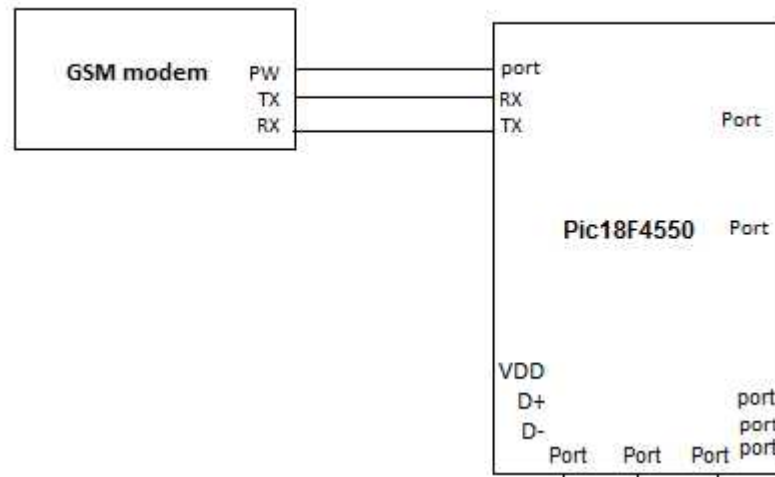 GSM modem
PW
TX
RX
port
RX
TX
Port
Pic18F4550
Port
VDD
D+
D-
port
port
port
Port
Port
Port